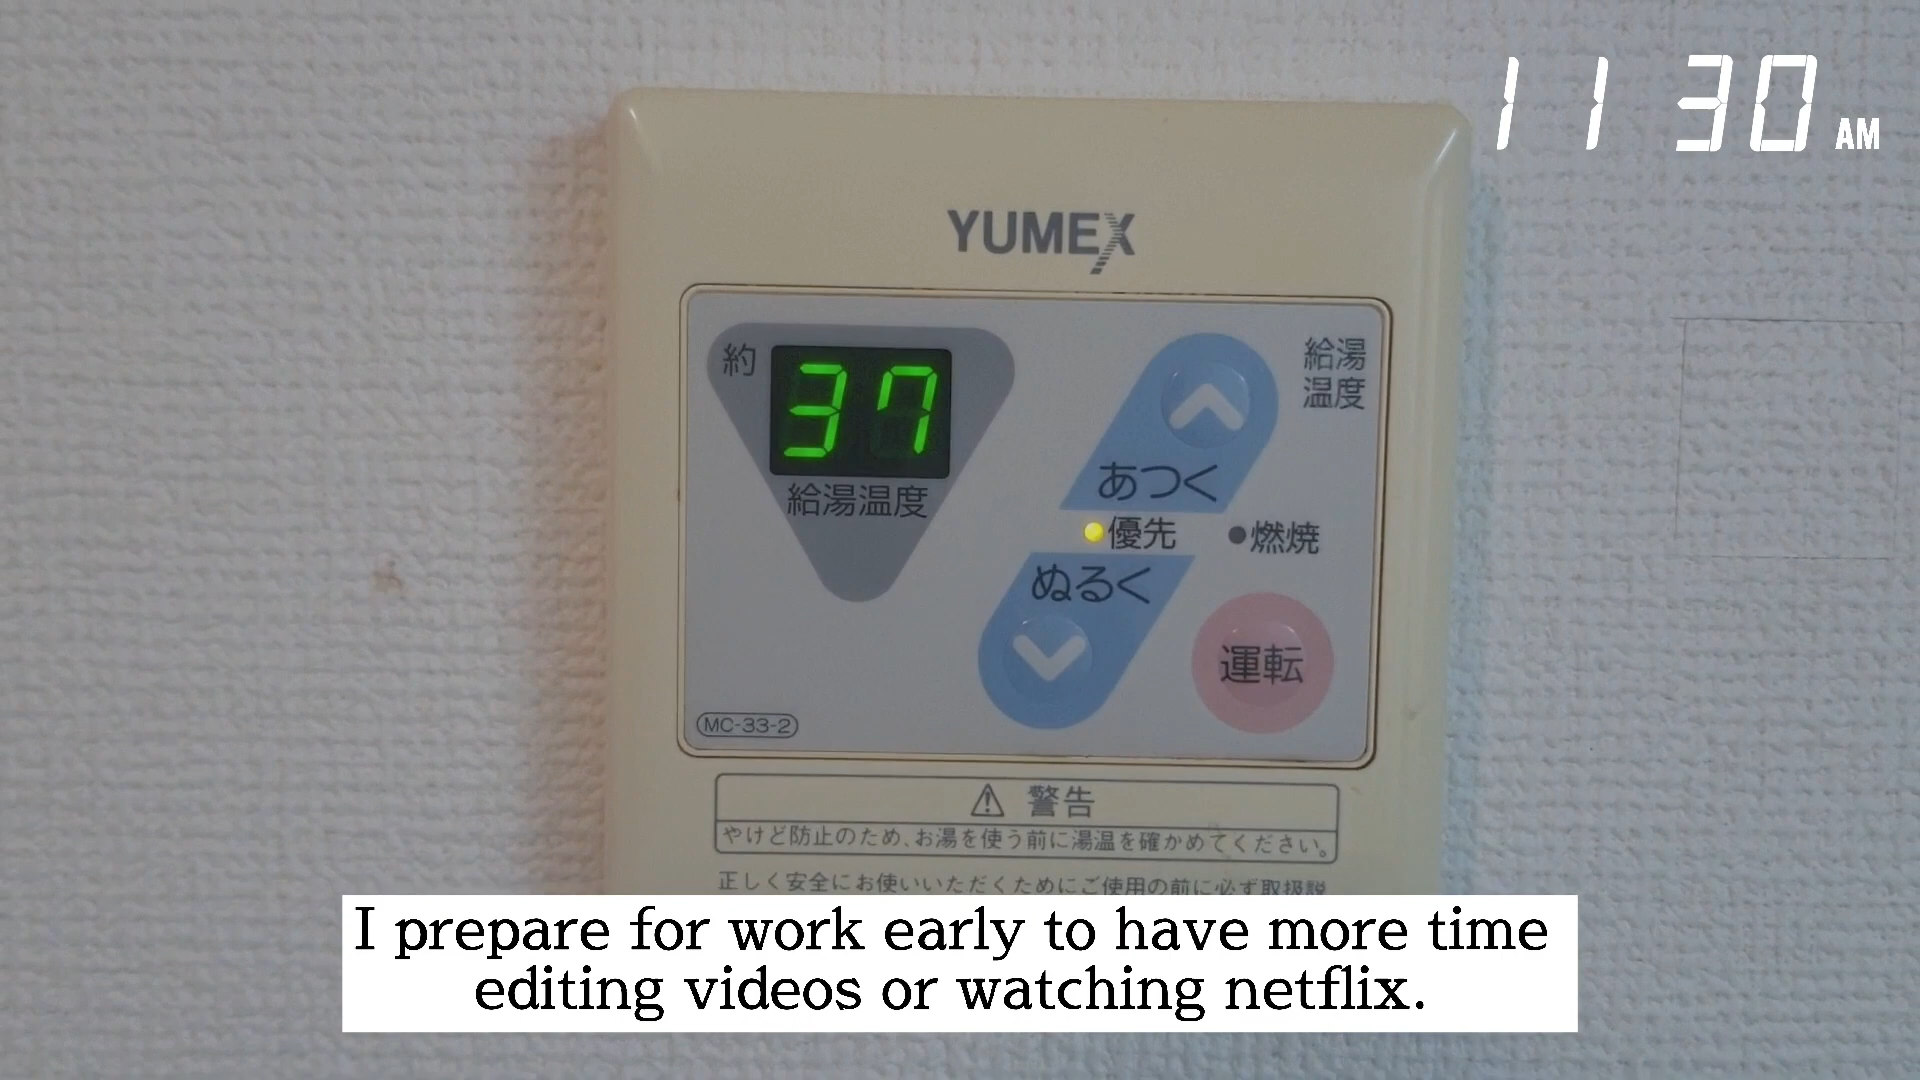 11 30 AM
YUMEX
約
37
給湯温度
給湯
温度
あつく
優先
燃焼
ぬるく
運転
MC-33-2
警告
やけど防止のため、お湯を使う前に湯温を確かめてください。
正しく安全にお使いいただくためにご使用の前に必ず取扱説
I prepare for work early to have more time
editing videos or watching netflix.